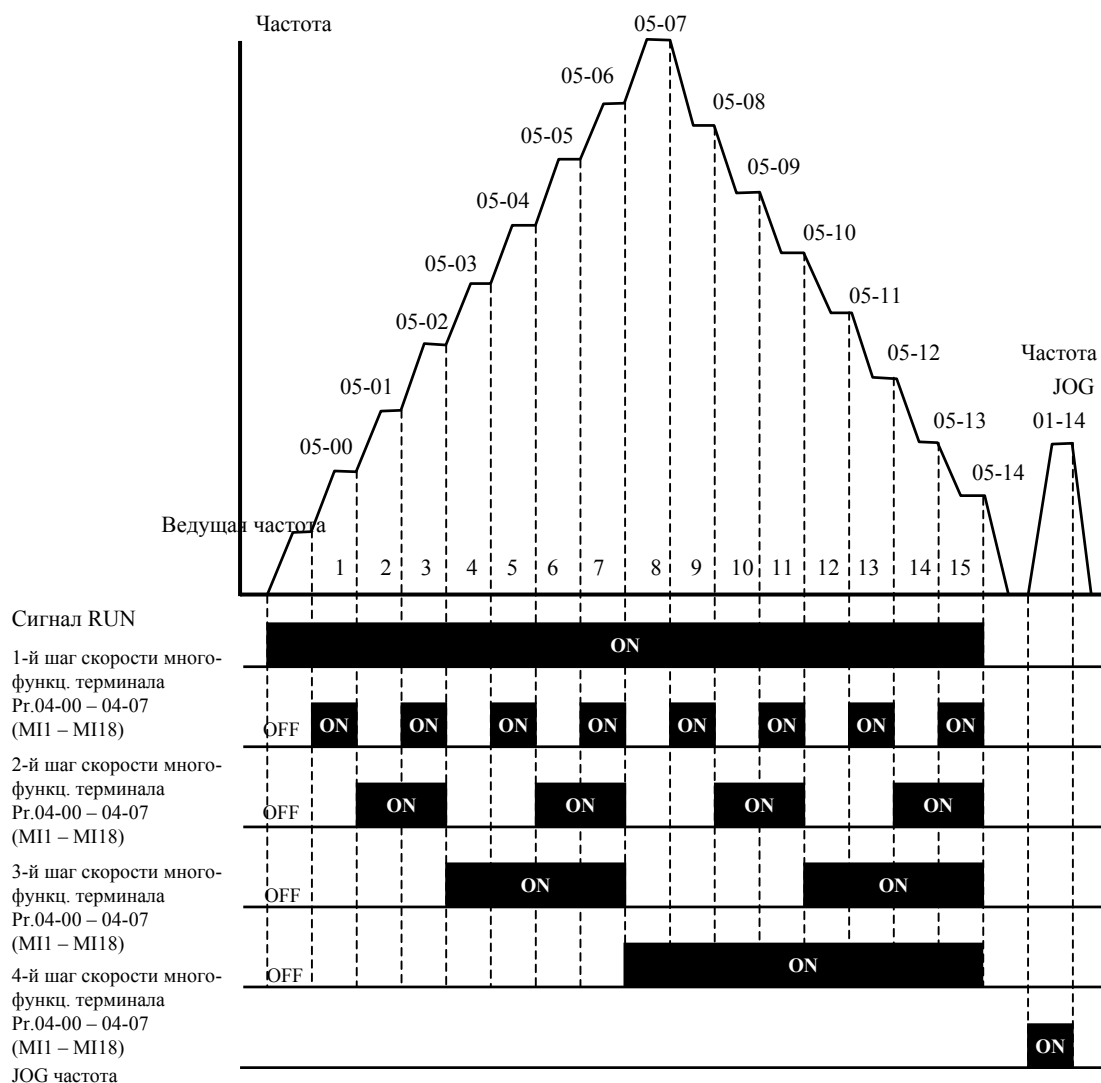 Частота
05-07
05-06
05-08
05-05
05-09
05-04
05-10
05-03
05-11
05-02
05-12
Частота
JOG
05-01
05-13
01-14
05-00
05-14
Ведущая частота
1 2 3 4 5 6 7 8 9 10 11 12 13 14 15
Сигнал RUN
ON
1-й шаг скорости много-
функц. терминала
Pr.04-00 – 04-07
(MI1 – MI18)
OFF ON ON ON ON ON ON ON ON
2-й шаг скорости много-
функц. терминала
Pr.04-00 – 04-07
(MI1 – MI18)
OFF ON ON ON ON
3-й шаг скорости много-
функц. терминала
Pr.04-00 – 04-07
(MI1 – MI18)
OFF ON ON
4-й шаг скорости много-
функц. терминала
Pr.04-00 – 04-07
(MI1 – MI18)
OFF ON
JOG частота
ON